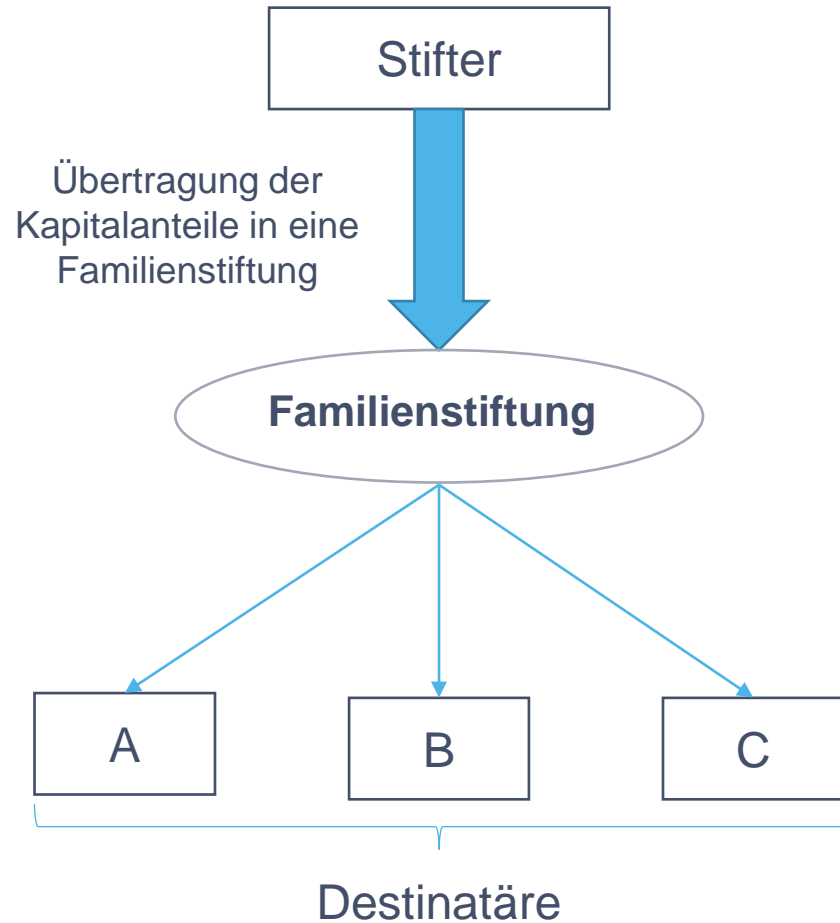 Stifter
Übertragung der
Kapitalanteile in eine
Familienstiftung
Familienstiftung
A
B
C
Destinatäre